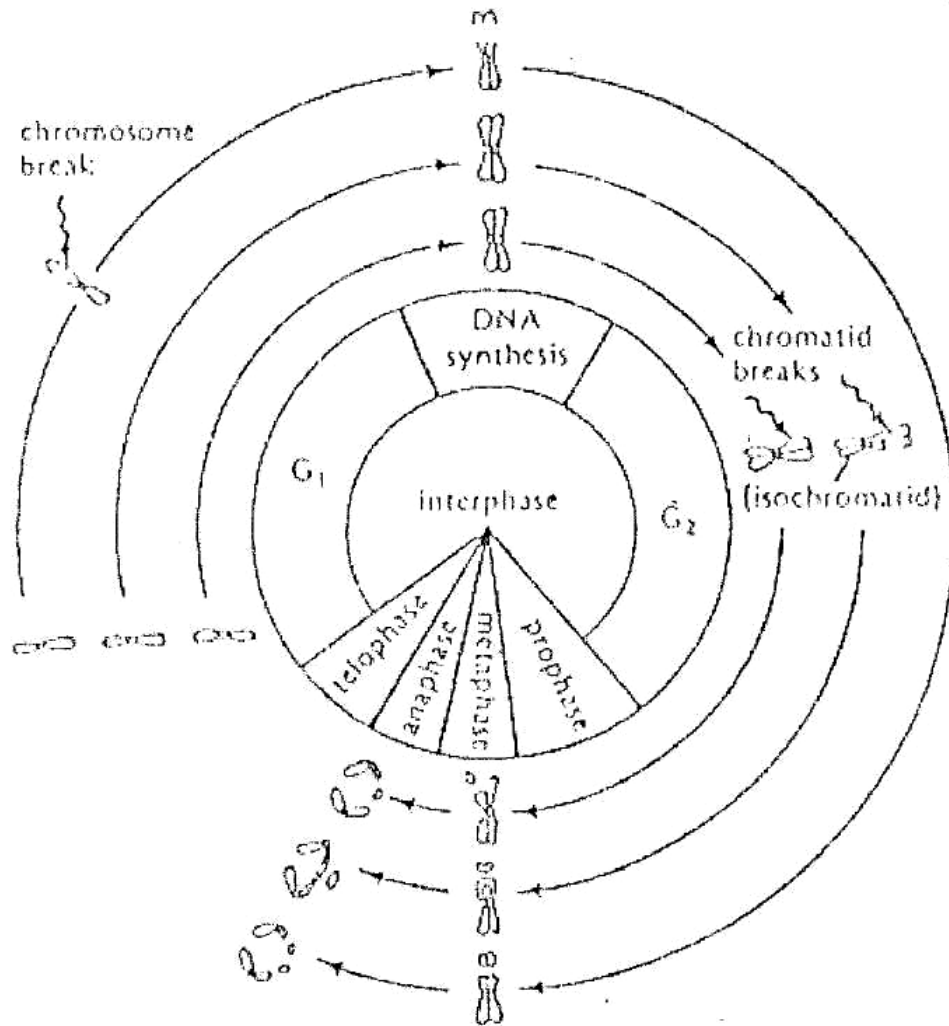 chromosome
break
DNA
synthesis
chromatid
breaks
G₁
interphase
G₂
(isochromatid)
telophase
anaphase
metaphase
prophase